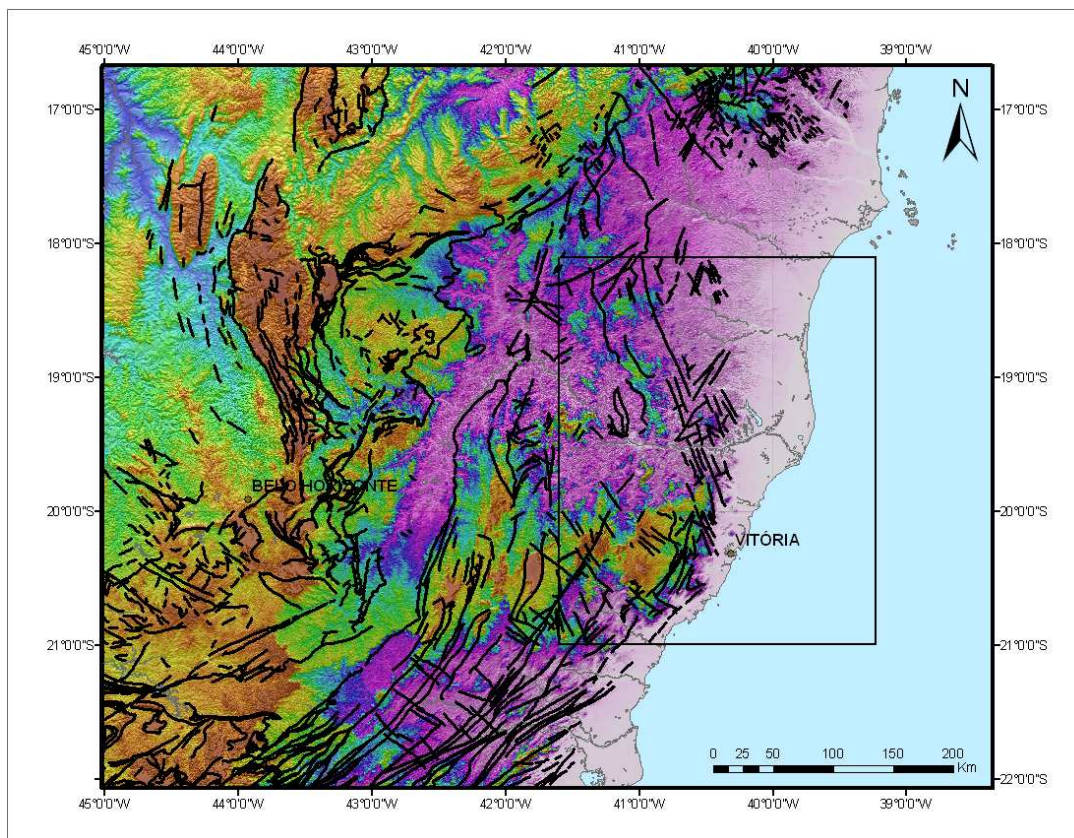 45°0'0"W 44°0'0"W 43°0'0"W 42°0'0"W 41°0'0"W 40°0'0"W 39°0'0"W
17°0'0"S 17°0'0"S
N
18°0'0"S 18°0'0"S
19°0'0"S 19°0'0"S
BELO HORIZONTE
20°0'0"S 20°0'0"S
VITÓRIA
21°0'0"S 21°0'0"S
0 25 50 100 150 200
Km
22°0'0"S
45°0'0"W 44°0'0"W 43°0'0"W 42°0'0"W 41°0'0"W 40°0'0"W 39°0'0"W